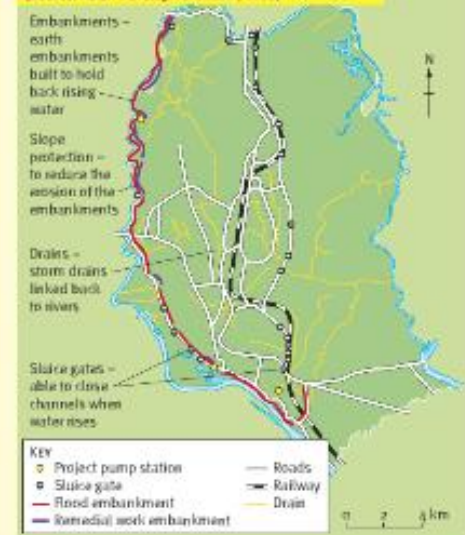 Embankments –
earth
embankments
built to hold
back rising
water
Slope
protection –
to reduce the
erosion of the
embankments
Drains –
storm drains
linked back
to rivers
Sluice gates –
able to close
channels when
water rises
N
KEY
Project pump station
Sluice gate
Flood embankment
Remedial work embankment
Roads
Railway
Drain
0 2 4 km